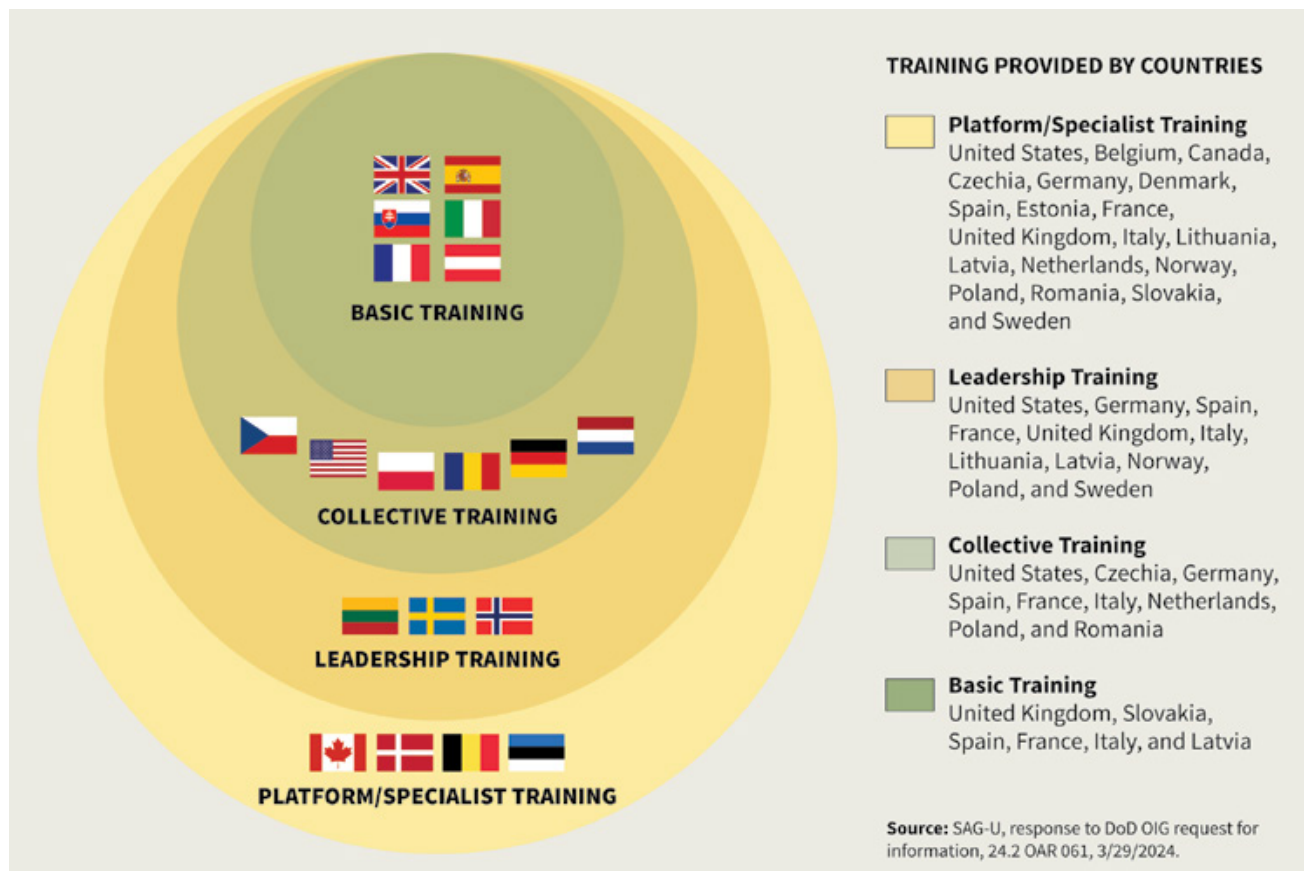 BASIC TRAINING
COLLECTIVE TRAINING
LEADERSHIP TRAINING
PLATFORM/SPECIALIST TRAINING
TRAINING PROVIDED BY COUNTRIES
Platform/Specialist Training
United States, Belgium, Canada,
Czechia, Germany, Denmark,
Spain, Estonia, France,
United Kingdom, Italy, Lithuania,
Latvia, Netherlands, Norway,
Poland, Romania, Slovakia,
and Sweden
Leadership Training
United States, Germany, Spain,
France, United Kingdom, Italy,
Lithuania, Latvia, Norway,
Poland, and Sweden
Collective Training
United States, Czechia, Germany,
Spain, France, Italy, Netherlands,
Poland, and Romania
Basic Training
United Kingdom, Slovakia,
Spain, France, Italy, and Latvia
Source: SAG-U, response to DoD OIG request for
information, 24.2 OAR 061, 3/29/2024.